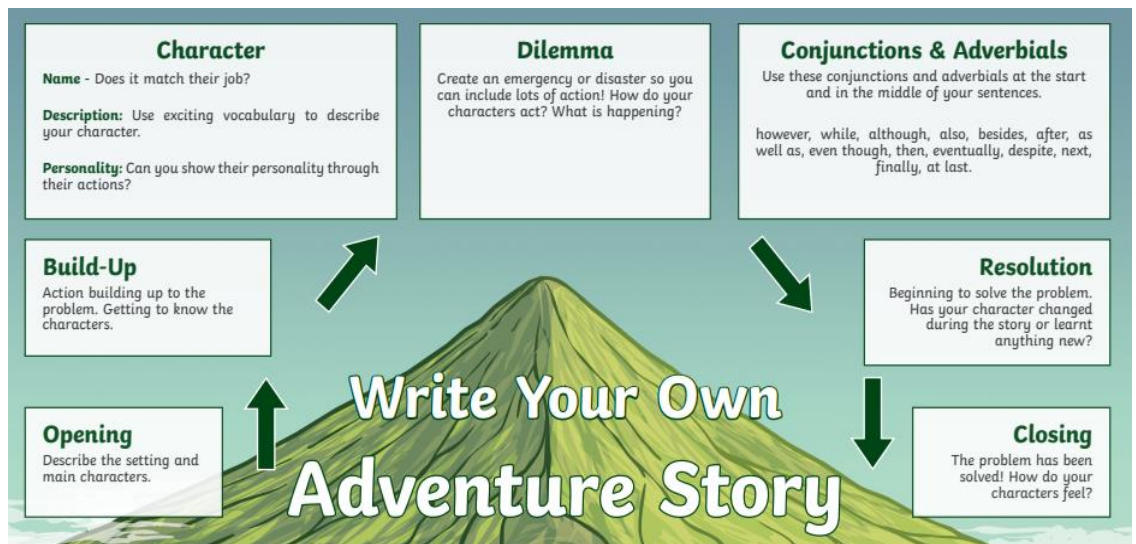 Character
Name - Does it match their job?
Description: Use exciting vocabulary to describe
your character.
Personality: Can you show their personality through
their actions?
Dilemma
Create an emergency or disaster so you
can include lots of action! How do your
characters act? What is happening?
Conjunctions & Adverbials
Use these conjunctions and adverbials at the start
and in the middle of your sentences.
however, while, although, also, besides, after, as
well as, even though, then, eventually, despite, next,
finally, at last.
Build-Up
Action building up to the
problem. Getting to know the
characters.
Resolution
Beginning to solve the problem.
Has your character changed
during the story or learnt
anything new?
Opening
Describe the setting and
main characters.
Write Your Own
Adventure Story
Closing
The problem has been
solved! How do your
characters feel?